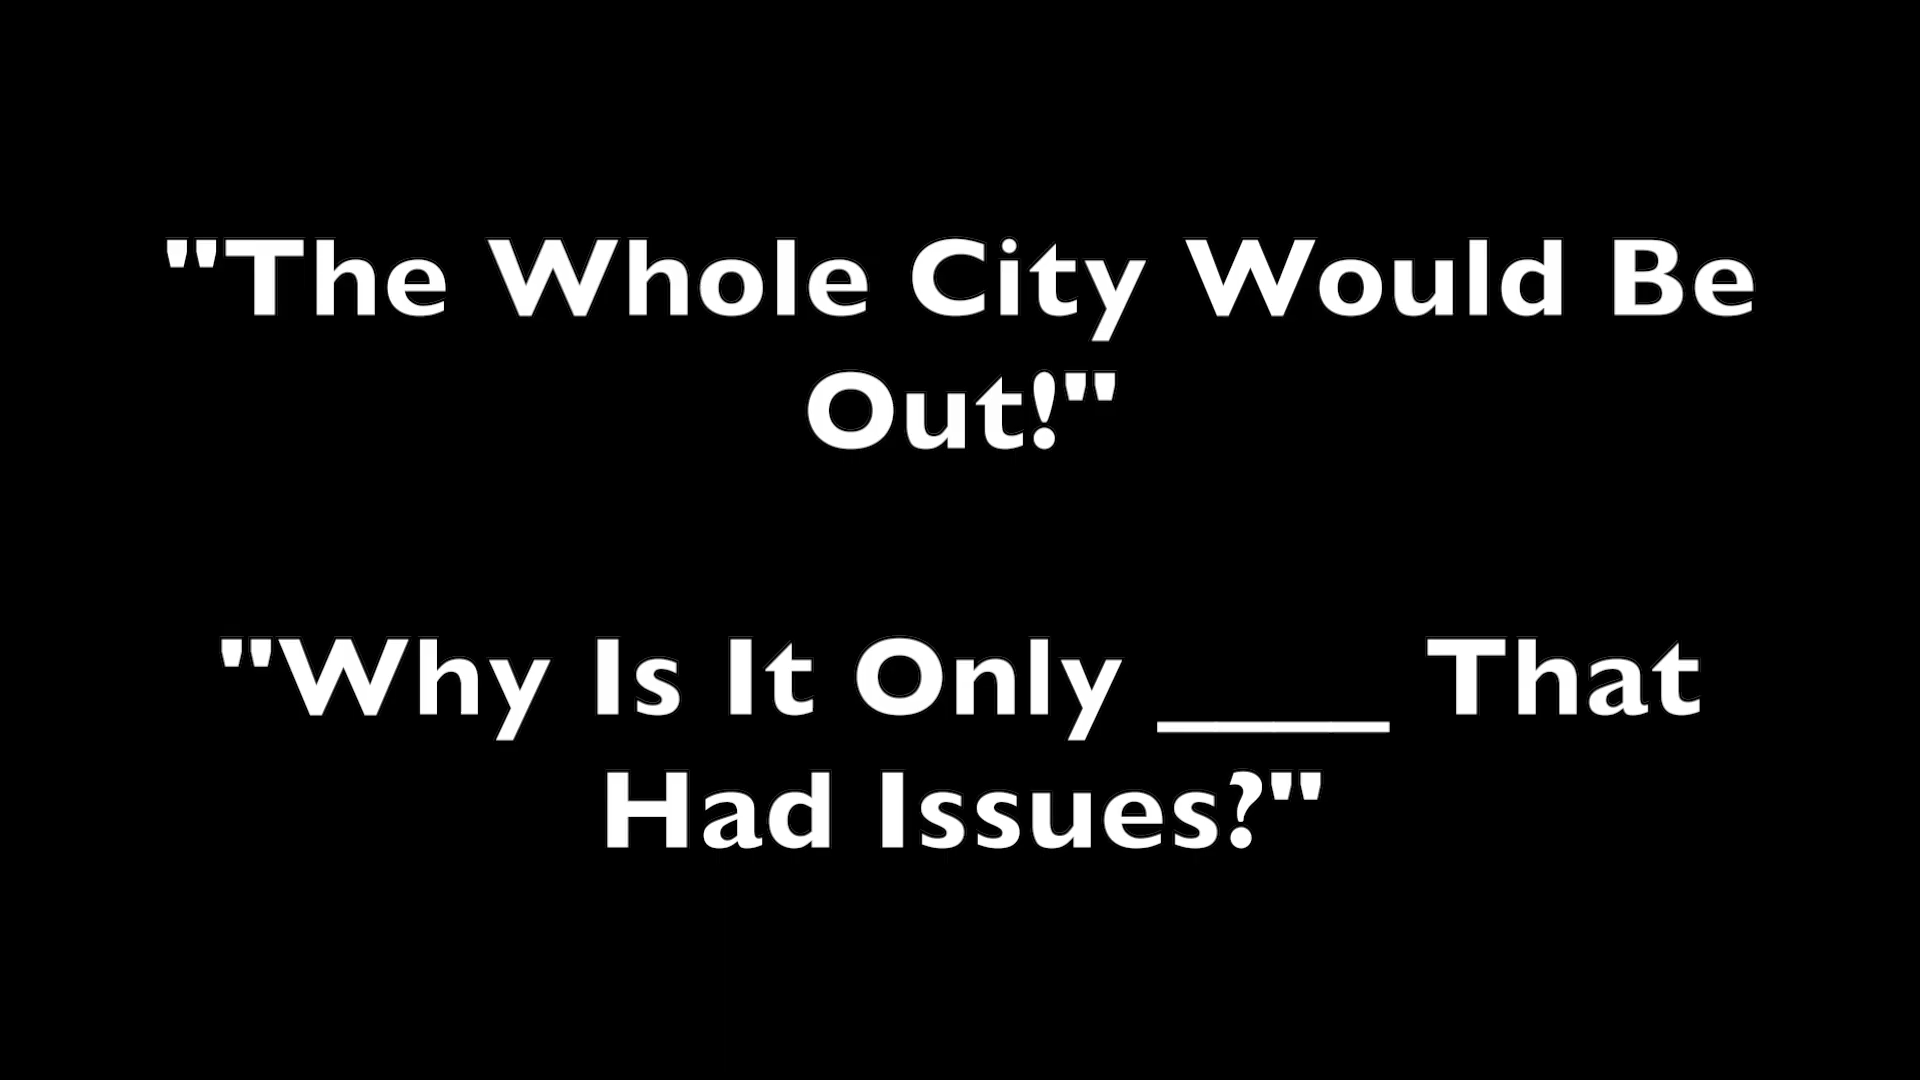 "The Whole City Would Be
Out!"
"Why Is It Only ____ That
Had Issues?"